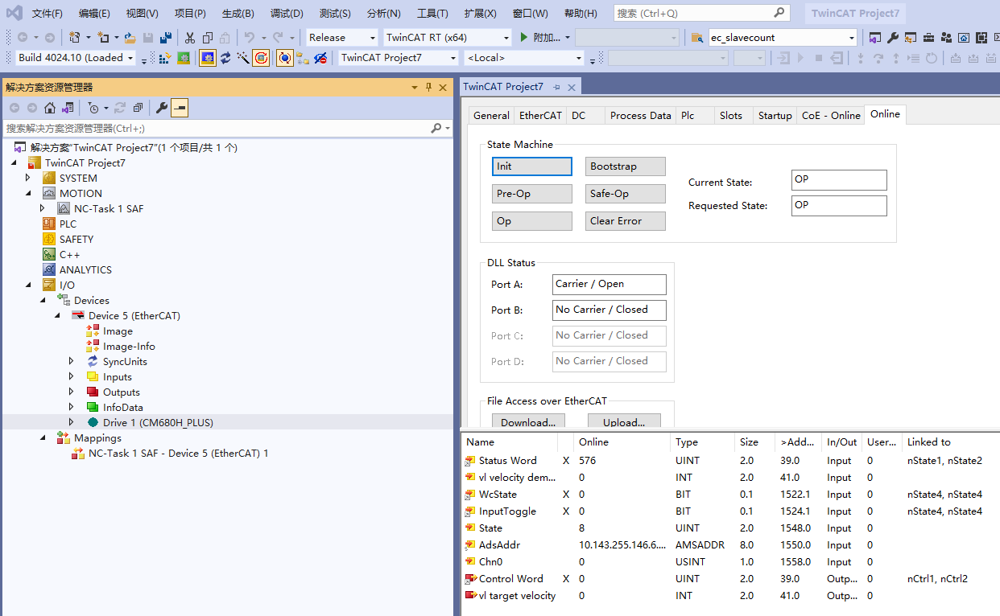 文件(F) 编辑(E) 视图(V) 项目(P) 生成(B) 调试(D) 测试(S) 分析(N) 工具(T) 扩展(X) 窗口(W) 帮助(H) 搜索 (Ctrl+Q) TwinCAT Project7
Release TwinCAT RT (x64) 附加... ec_slavecount
Build 4024.10 (Loaded TwinCAT Project7 <Local>
解决方案资源管理器
搜索解决方案资源管理器(Ctrl+;)
解决方案"TwinCAT Project7"(1 个项目/共 1 个)
TwinCAT Project7
SYSTEM
MOTION
NC-Task 1 SAF
PLC
SAFETY
C++
ANALYTICS
I/O
Devices
Device 5 (EtherCAT)
Image
Image-Info
SyncUnits
Inputs
Outputs
InfoData
Drive 1 (CM680H_PLUS)
Mappings
NC-Task 1 SAF - Device 5 (EtherCAT) 1
TwinCAT Project7
General EtherCAT DC Process Data Plc Slots Startup CoE - Online Online
State Machine
Init Bootstrap
Pre-Op Safe-Op
Op Clear Error
Current State: OP
Requested State: OP
DLL Status
Port A: Carrier / Open
Port B: No Carrier / Closed
Port C: No Carrier / Closed
Port D: No Carrier / Closed
File Access over EtherCAT
Download... Upload...
Name Online Type Size >Add... In/Out User... Linked to
Status Word X 576 UINT 2.0 39.0 Input 0 nState1, nState2
vl velocity dem... 0 INT 2.0 41.0 Input 0
WcState X 0 BIT 0.1 1522.1 Input 0 nState4, nState4
InputToggle X 0 BIT 0.1 1524.1 Input 0 nState4, nState4
State 8 UINT 2.0 1548.0 Input 0
AdsAddr 10.143.255.146.6.... AMSADDR 8.0 1550.0 Input 0
Chn0 0 USINT 1.0 1558.0 Input 0
Control Word X 0 UINT 2.0 39.0 Outp... 0 nCtrl1, nCtrl2
vl target velocity 0 INT 2.0 41.0 Outp... 0